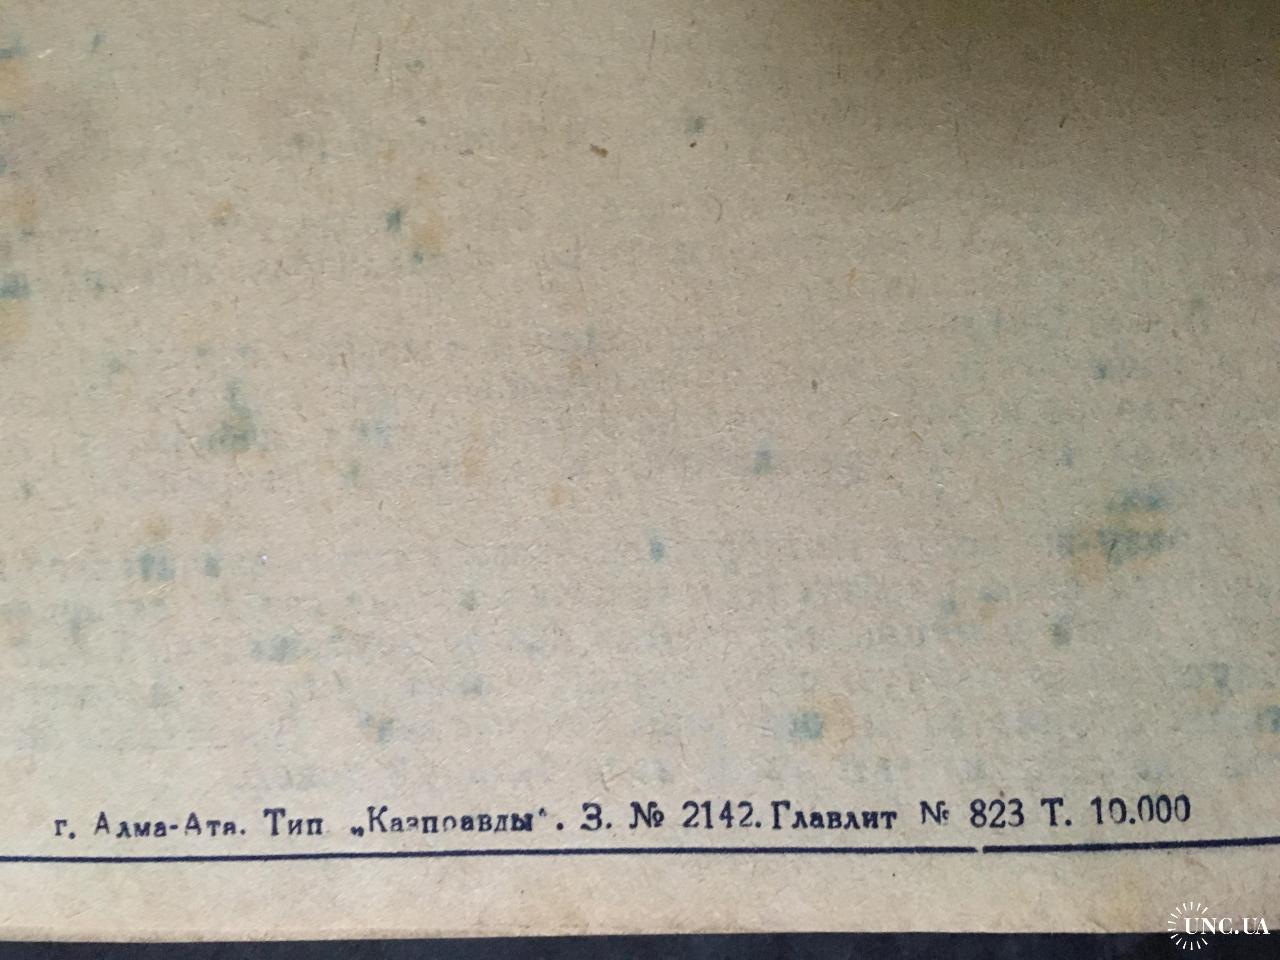 г. Алма-Ата. Тип „Казправды“. З. № 2142. Главлит № 823 Т. 10.000
UNC.UA